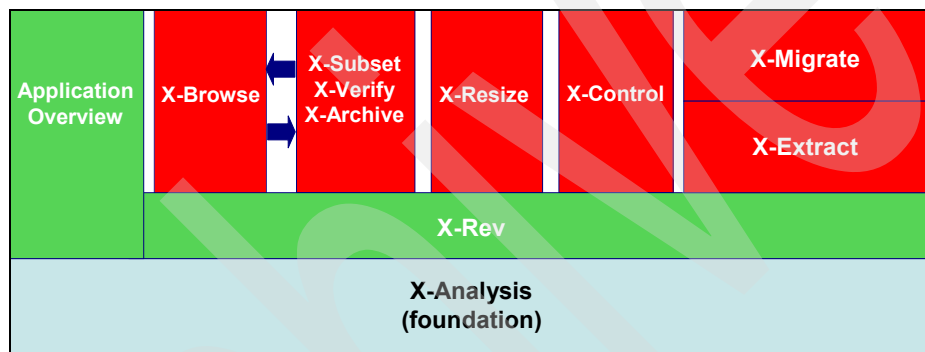 Application
Overview
X-Browse
X-Subset
X-Verify
X-Archive
X-Resize
X-Control
X-Migrate
X-Extract
X-Rev
X-Analysis
(foundation)